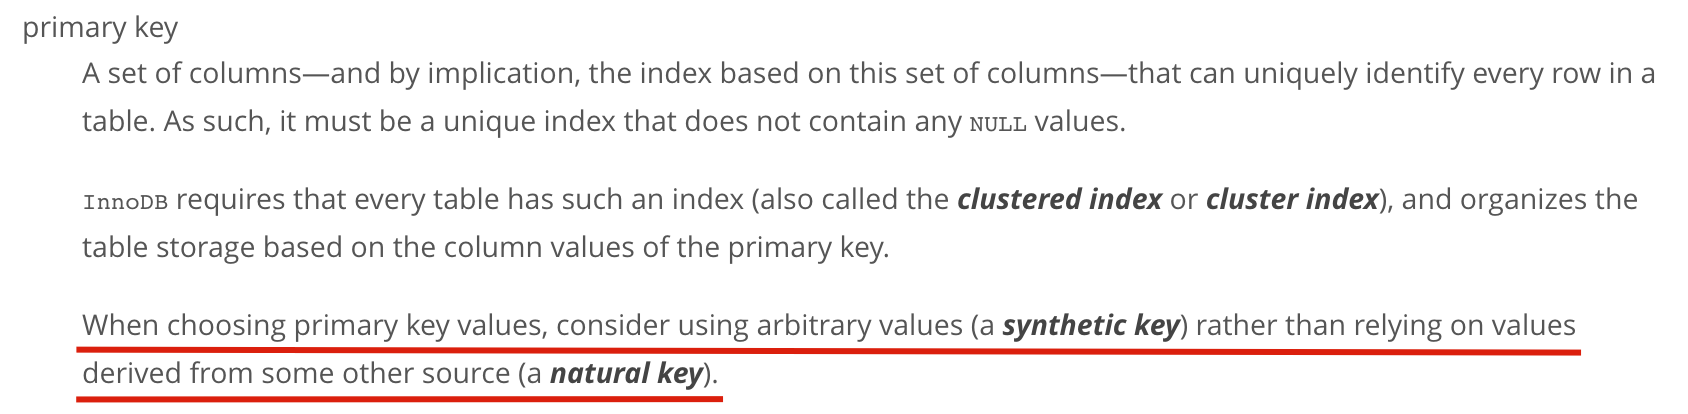 primary key
A set of columns—and by implication, the index based on this set of columns—that can uniquely identify every row in a
table. As such, it must be a unique index that does not contain any NULL values.
InnoDB requires that every table has such an index (also called the clustered index or cluster index), and organizes the
table storage based on the column values of the primary key.
When choosing primary key values, consider using arbitrary values (a synthetic key) rather than relying on values
derived from some other source (a natural key).